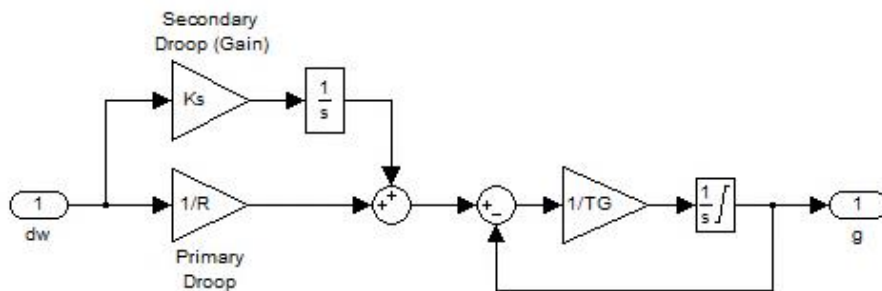 Secondary
Droop (Gain)
Ks
1
s
1
dw
1/R
Primary
Droop
+
+
+
−
1/TG
1
s
1
g